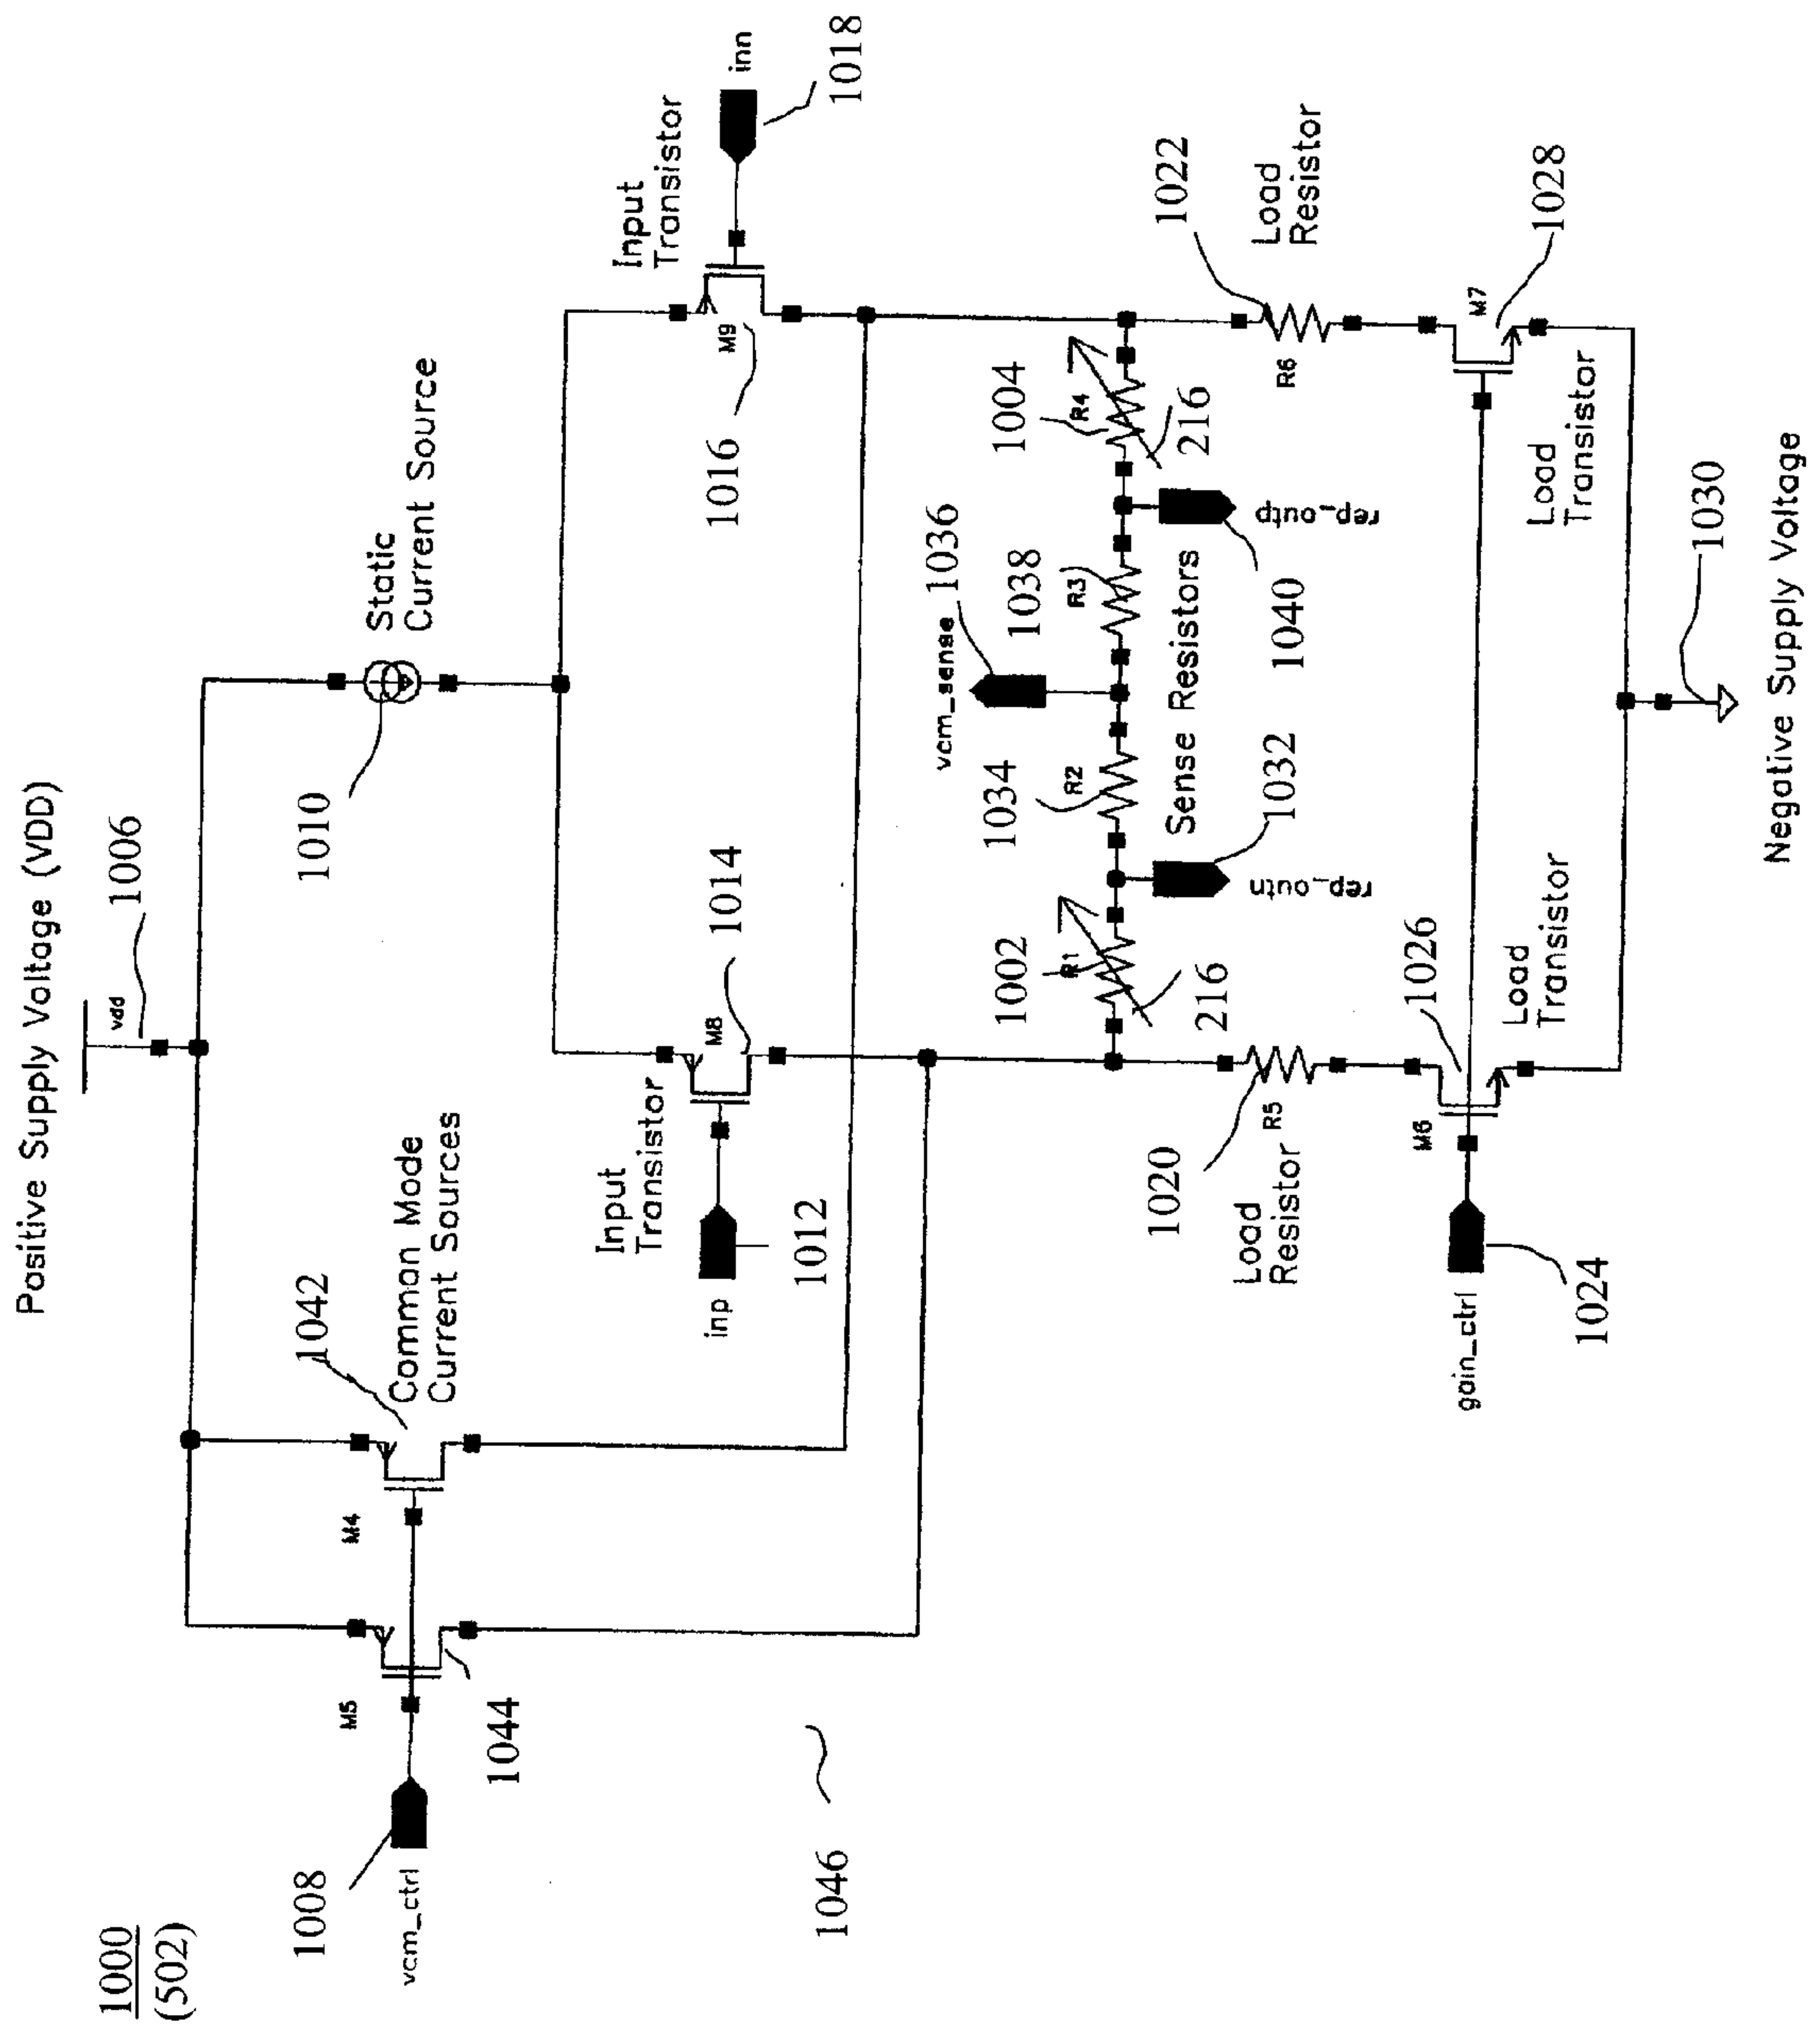 1000
(502)
Positive Supply Voltage (VDD)
vdd
1006
1008
vcm_ctrl
M5
1044
M4
1042
Common Mode
Current Sources
1010
Static
Current Source
Input
Transistor
inp
1012
M8
1014
Input
Transistor
inn
1018
M9
1016
1046
vcm_sense
1036
1002
R1
216
1034
R2
1038
R3
1004
R4
216
rep_outn
1032
Sense Resistors
rep_outp
1040
1020
R5
Load
Resistor
1022
R6
Load
Resistor
gain_ctrl
1024
M6
1026
Load
Transistor
M7
1028
Load
Transistor
1030
Negative Supply Voltage